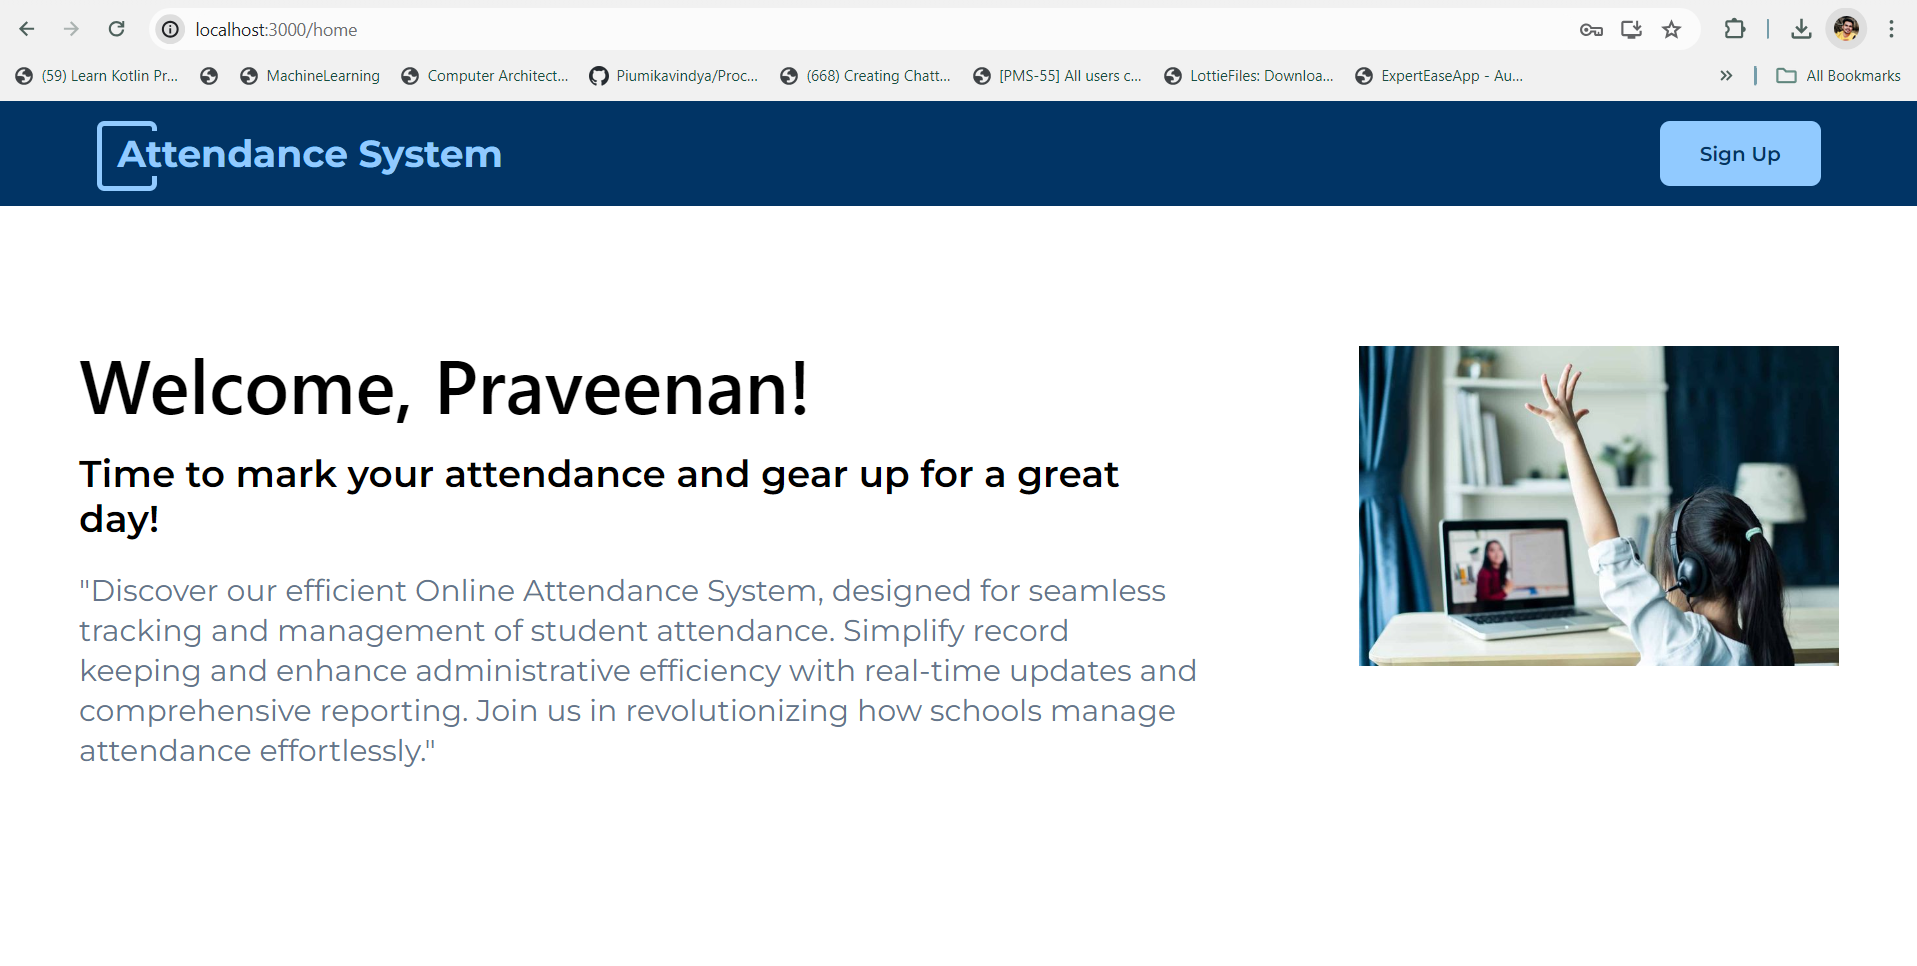 localhost:3000/home
(59) Learn Kotlin Pr...
MachineLearning
Computer Architect...
Piumikavindya/Proc...
(668) Creating Chatt...
[PMS-55] All users c...
LottieFiles: Downloa...
ExpertEaseApp - Au...
All Bookmarks
Attendance System
Sign Up
Welcome, Praveenan!
Time to mark your attendance and gear up for a great
day!
"Discover our efficient Online Attendance System, designed for seamless
tracking and management of student attendance. Simplify record
keeping and enhance administrative efficiency with real-time updates and
comprehensive reporting. Join us in revolutionizing how schools manage
attendance effortlessly."